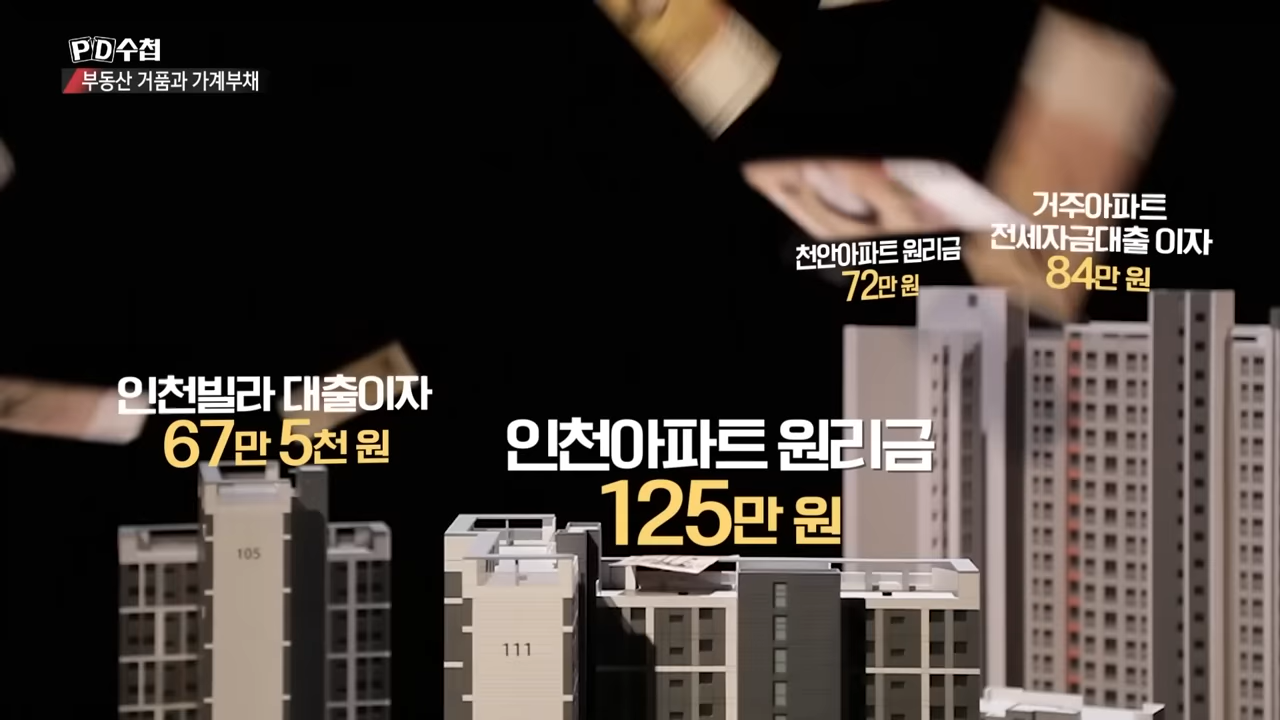 PD수첩
부동산 거품과 가계부채
거주아파트
전세자금대출 이자
84만 원
천안아파트 원리금
72만 원
인천빌라 대출이자
67만 5천 원
인천아파트 원리금
125만 원
105
111